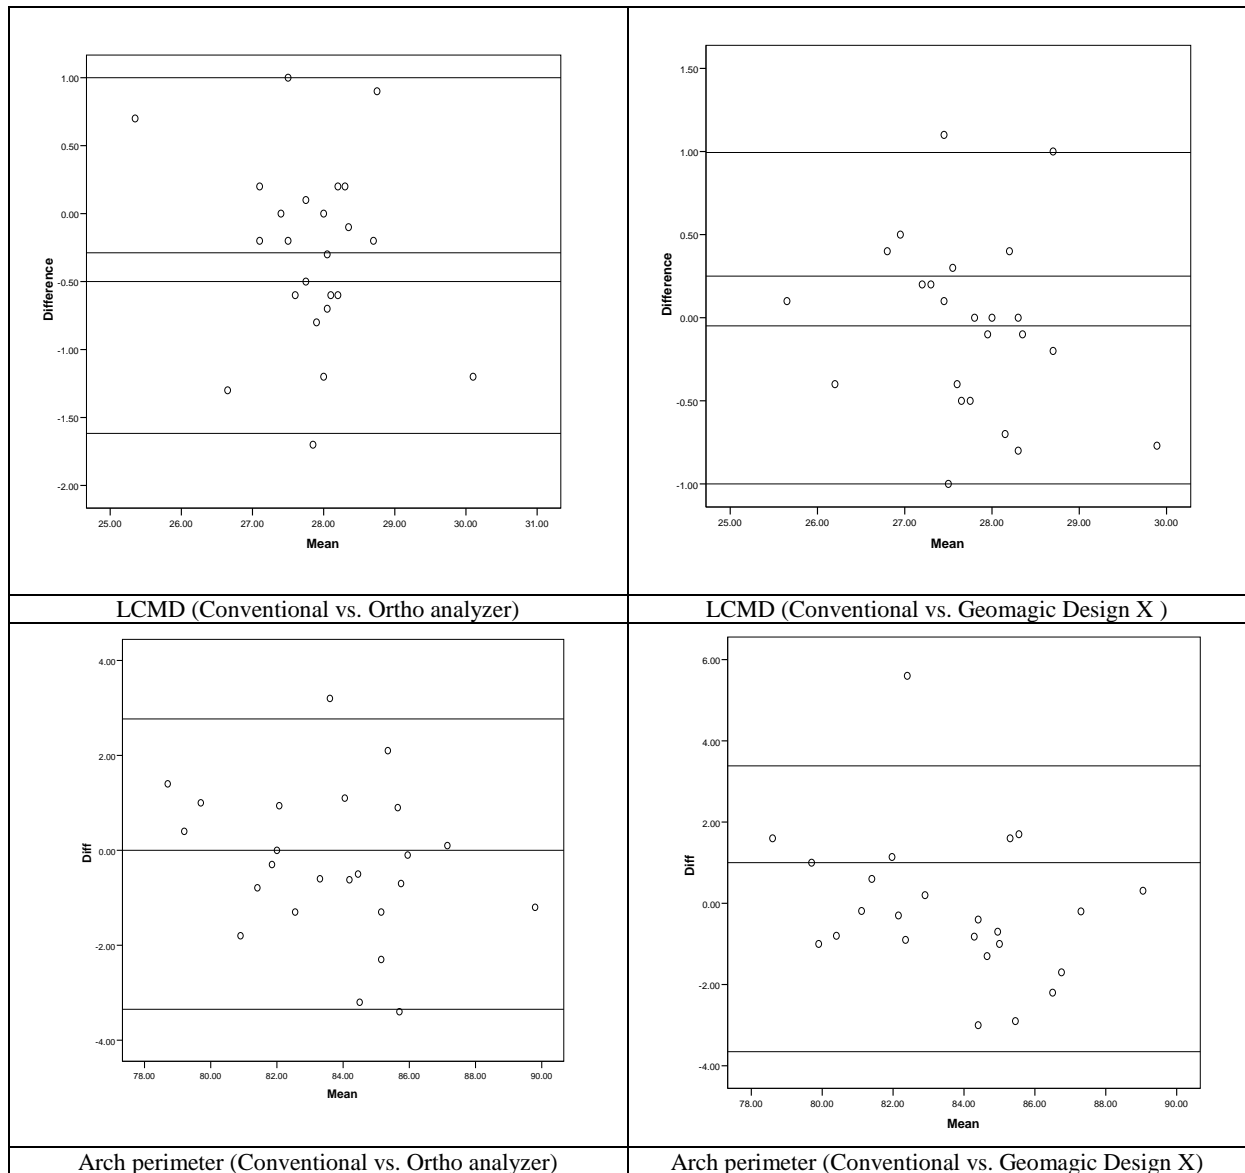 1.00
0.50
0.00
-0.50
-1.00
-1.50
-2.00
Difference
25.00 26.00 27.00 28.00 29.00 30.00 31.00
Mean
1.50
1.00
0.50
0.00
-0.50
-1.00
Difference
25.00 26.00 27.00 28.00 29.00 30.00
Mean
LCMD (Conventional vs. Ortho analyzer)
LCMD (Conventional vs. Geomagic Design X )
4.00
2.00
0.00
-2.00
-4.00
Diff
78.00 80.00 82.00 84.00 86.00 88.00 90.00
Mean
6.00
4.00
2.00
0.00
-2.00
-4.00
Diff
78.00 80.00 82.00 84.00 86.00 88.00 90.00
Mean
Arch perimeter (Conventional vs. Ortho analyzer)
Arch perimeter (Conventional vs. Geomagic Design X)